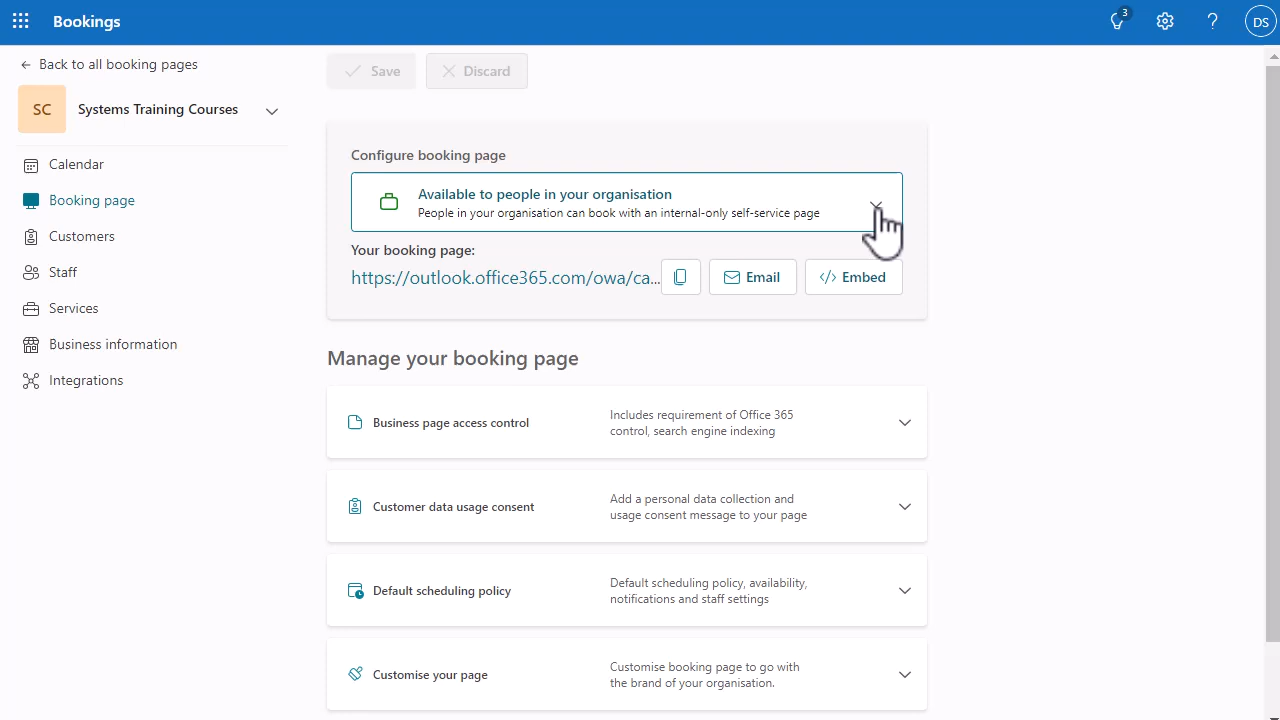 Bookings
3
DS
Back to all booking pages
Save
Discard
SC
Systems Training Courses
Calendar
Booking page
Customers
Staff
Services
Business information
Integrations
Configure booking page
Available to people in your organisation
People in your organisation can book with an internal-only self-service page
Your booking page:
https://outlook.office365.com/owa/ca...
Email
Embed
Manage your booking page
Business page access control
Includes requirement of Office 365
control, search engine indexing
Customer data usage consent
Add a personal data collection and
usage consent message to your page
Default scheduling policy
Default scheduling policy, availability,
notifications and staff settings
Customise your page
Customise booking page to go with
the brand of your organisation.